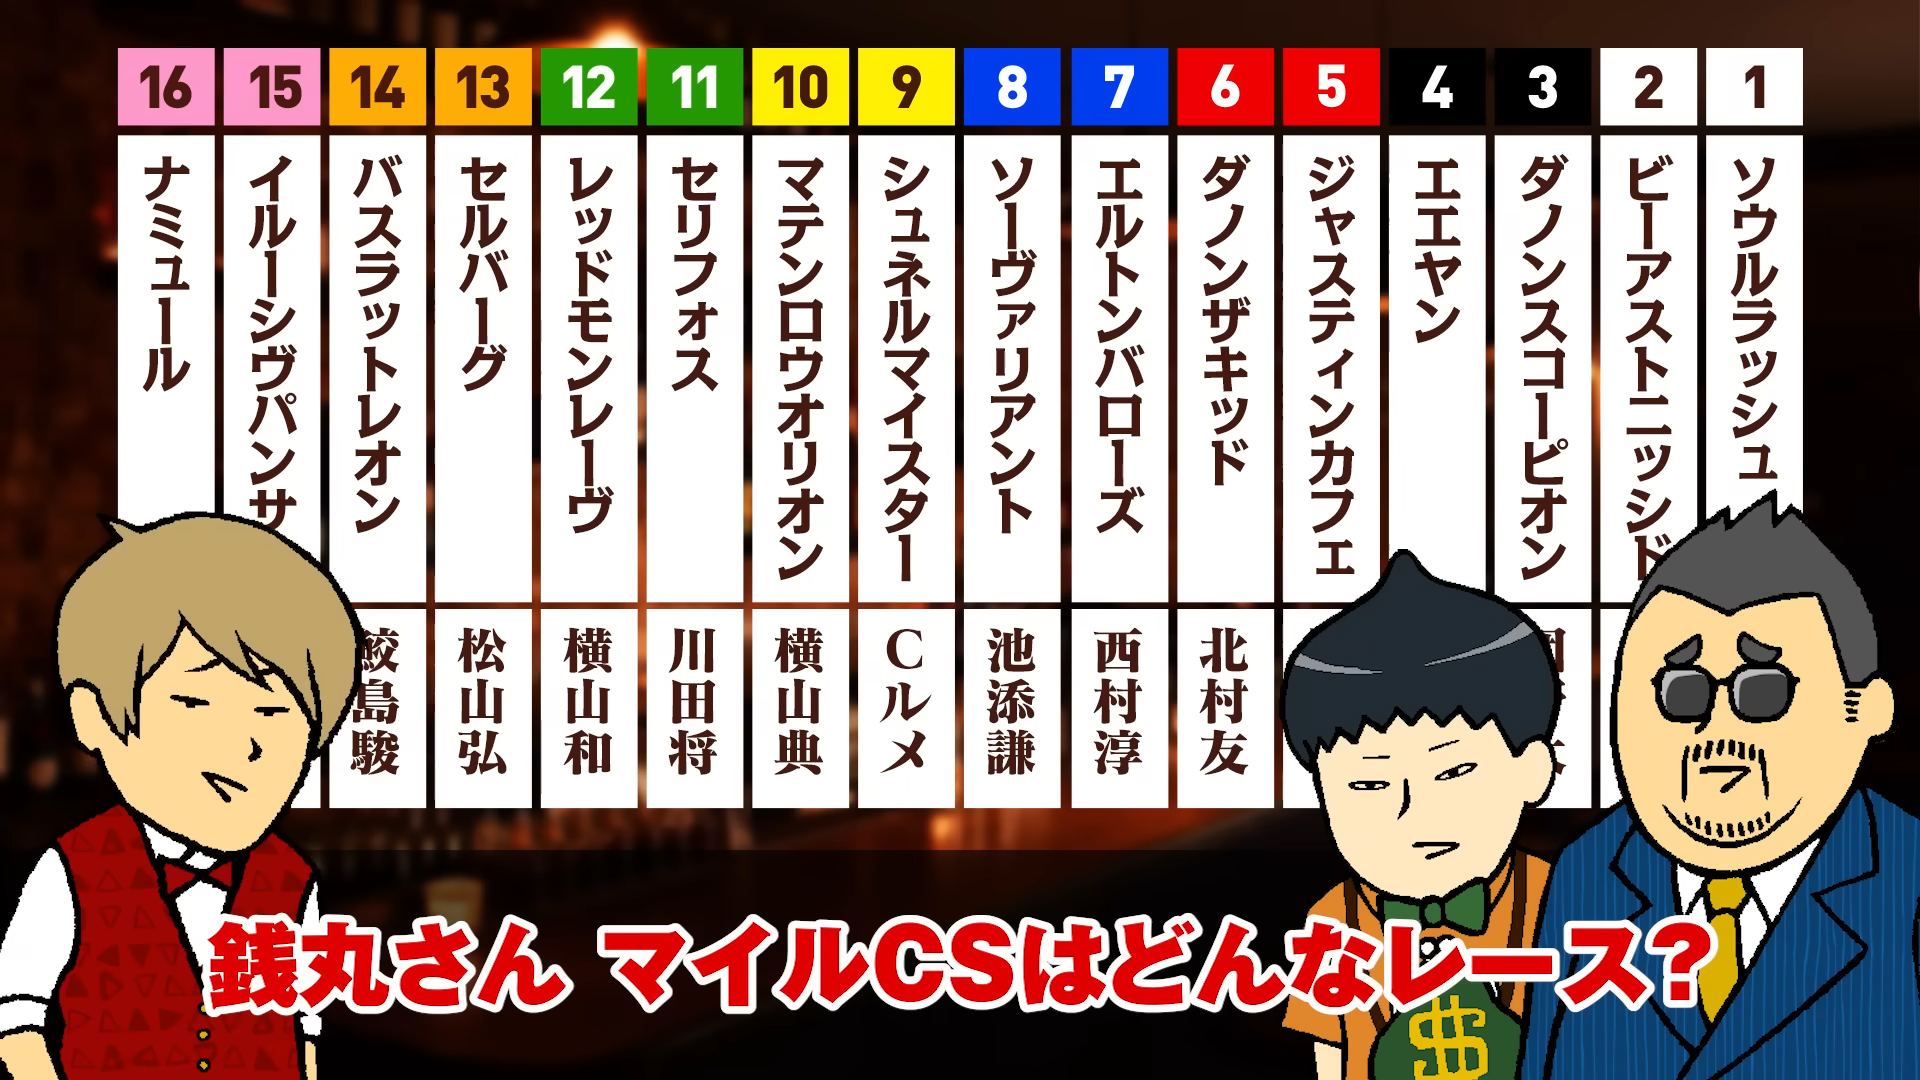 1
ソウルラッシュ
2
ビーアストニッシド
3
ダノンスコーピオン
4
エエヤン
5
ジャスティンカフェ
6
ダノンザキッド
北村友
7
エルトンバローズ
西村淳
8
ソーヴァリアント
池添謙
9
シュネルマイスター
Cルメ
10
マテンロウオリオン
横山典
11
セリフォス
川田将
12
レッドモンレーヴ
横山和
13
セルバーグ
松山弘
14
バスラットレオン
鮫島駿
15
イルーシヴパンサ
16
ナミュール
銭丸さん マイルCSはどんなレース?
$